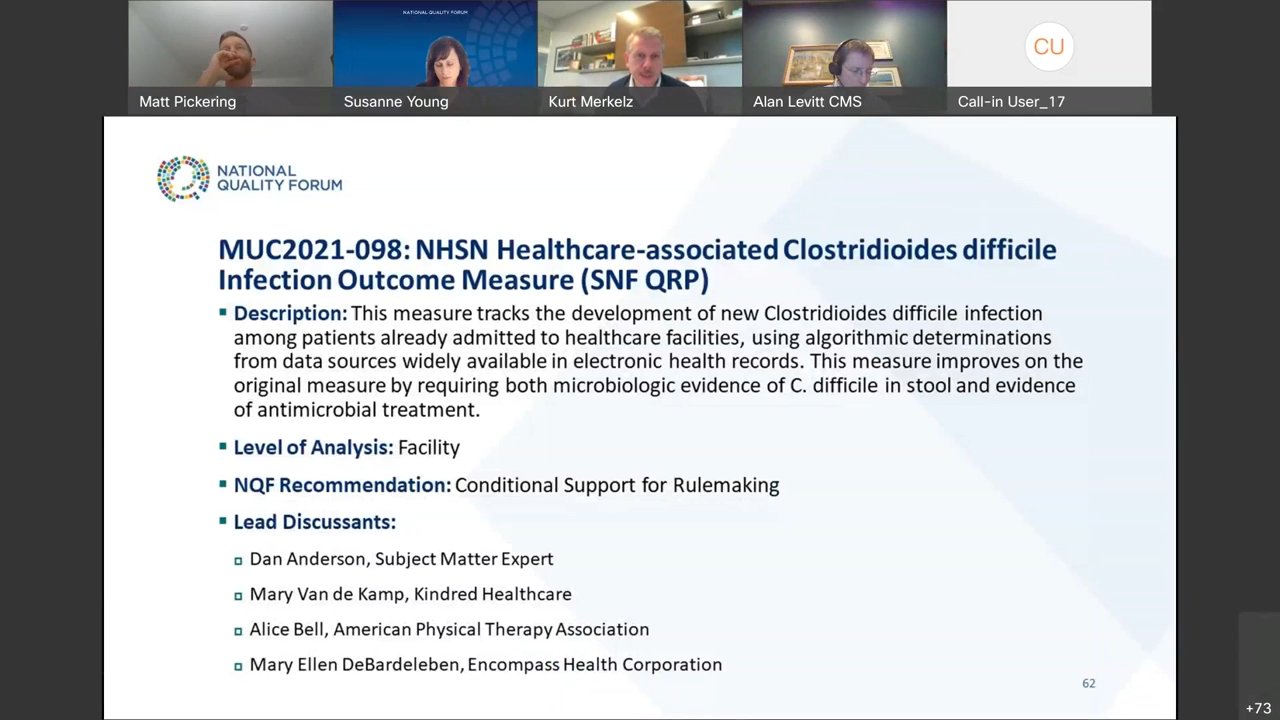 NATIONAL QUALITY FORUM
CU
Matt Pickering
Susanne Young
Kurt Merkelz
Alan Levitt CMS
Call-in User_17
NATIONAL
QUALITY FORUM
MUC2021-098: NHSN Healthcare-associated Clostridioides difficile
Infection Outcome Measure (SNF QRP)
Description: This measure tracks the development of new Clostridioides difficile infection
among patients already admitted to healthcare facilities, using algorithmic determinations
from data sources widely available in electronic health records. This measure improves on the
original measure by requiring both microbiologic evidence of C. difficile in stool and evidence
of antimicrobial treatment.
Level of Analysis: Facility
NQF Recommendation: Conditional Support for Rulemaking
Lead Discussants:
Dan Anderson, Subject Matter Expert
Mary Van de Kamp, Kindred Healthcare
Alice Bell, American Physical Therapy Association
Mary Ellen DeBardeleben, Encompass Health Corporation
62
+73